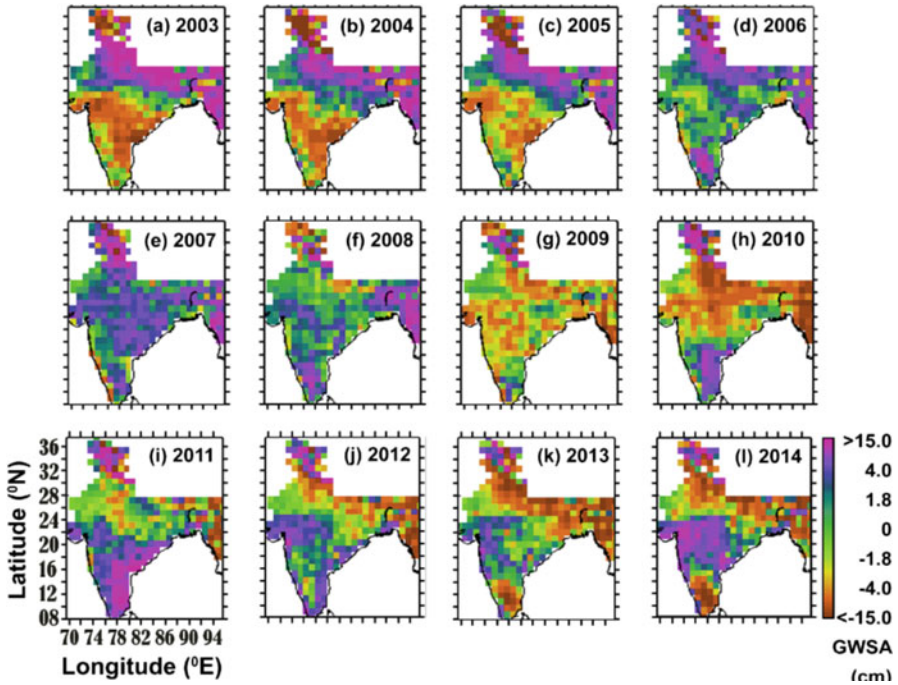 (a) 2003
(b) 2004
(c) 2005
(d) 2006
(e) 2007
(f) 2008
(g) 2009
(h) 2010
(i) 2011
(j) 2012
(k) 2013
(l) 2014
Latitude (⁰N)
36
32
28
24
20
16
12
08
70 74 78 82 86 90 94
Longitude (⁰E)
>15.0
4.0
1.8
0
-1.8
-4.0
<-15.0
GWSA
(cm)